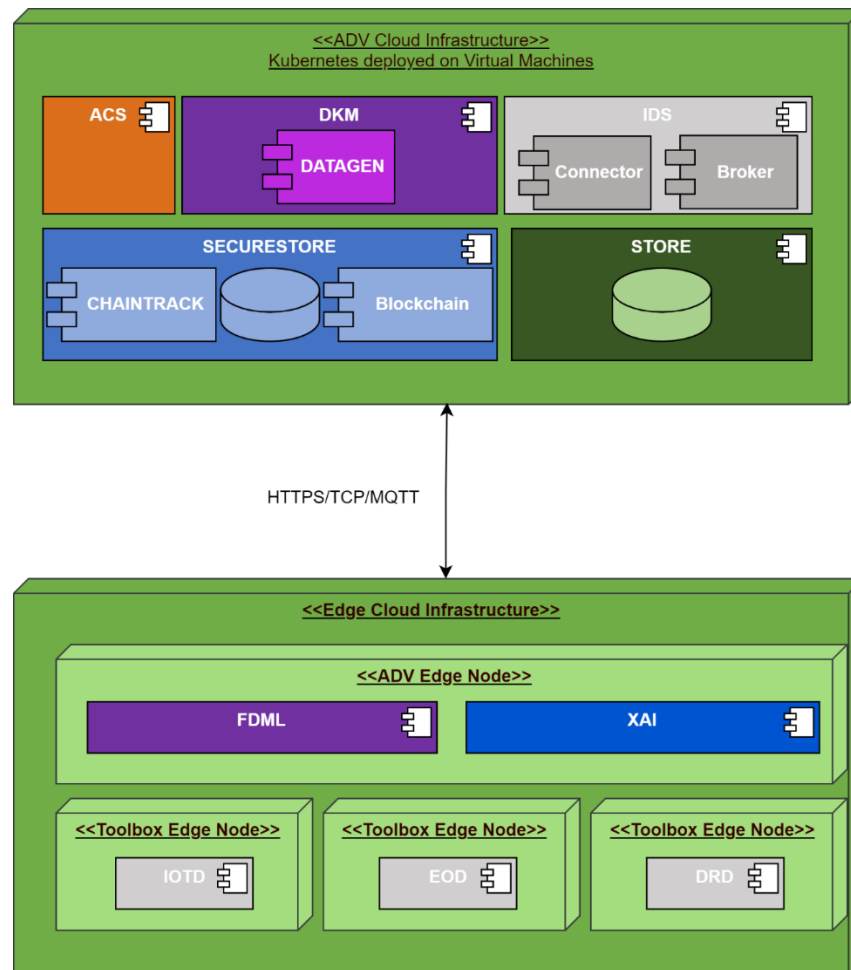 <<ADV Cloud Infrastructure>>
Kubernetes deployed on Virtual Machines
ACS
DKM
IDS
DATAGEN
Connector
Broker
SECURESTORE
STORE
CHAINTRACK
Blockchain
HTTPS/TCP/MQTT
<<Edge Cloud Infrastructure>>
<<ADV Edge Node>>
FDML
XAI
<<Toolbox Edge Node>>
<<Toolbox Edge Node>>
<<Toolbox Edge Node>>
IOTD
EOD
DRD